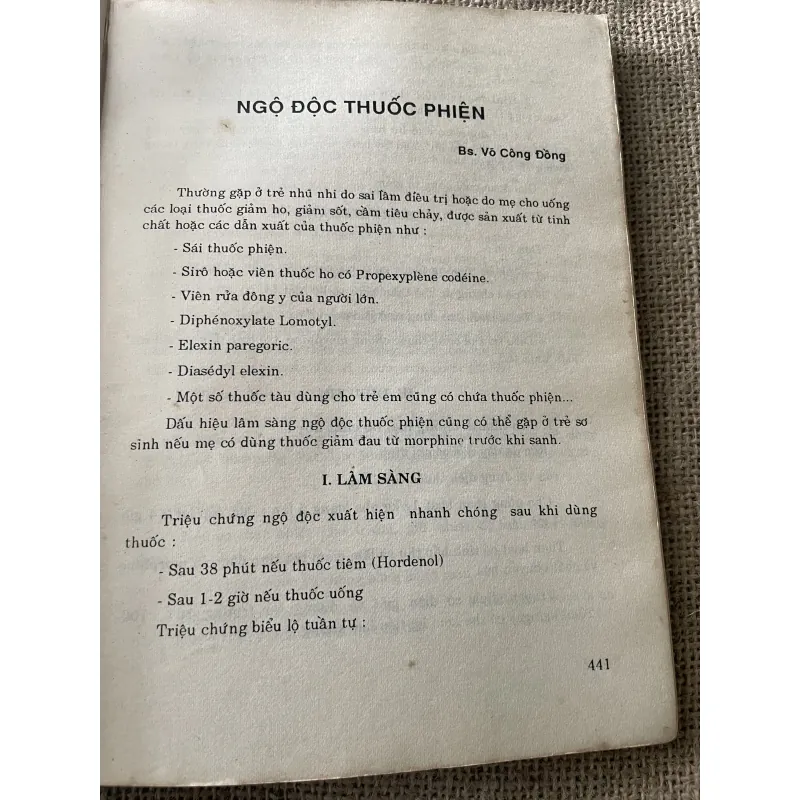 NGỘ ĐỘC THUỐC PHIỆN
Bs. Võ Công Đồng
Thường gặp ở trẻ nhũ nhi do sai lầm điều trị hoặc do mẹ cho uống
các loại thuốc giảm ho, giảm sốt, cầm tiêu chảy, được sản xuất từ tinh
chất hoặc các dẫn xuất của thuốc phiện như :
- Sái thuốc phiện.
- Sirô hoặc viên thuốc ho có Propexyplène codéine.
- Viên rửa đông y của người lớn.
- Diphénoxylate Lomotyl.
- Elexin paregoric.
- Diasédyl elexin.
- Một số thuốc tàu dùng cho trẻ em cũng có chứa thuốc phiện...
Dấu hiệu lâm sàng ngộ độc thuốc phiện cũng có thể gặp ở trẻ sơ
sinh nếu mẹ có dùng thuốc giảm đau từ morphine trước khi sanh.
I. LÂM SÀNG
Triệu chứng ngộ độc xuất hiện nhanh chóng sau khi dùng
thuốc :
- Sau 38 phút nếu thuốc tiêm (Hordenol)
- Sau 1-2 giờ nếu thuốc uống
Triệu chứng biểu lộ tuần tự :
441